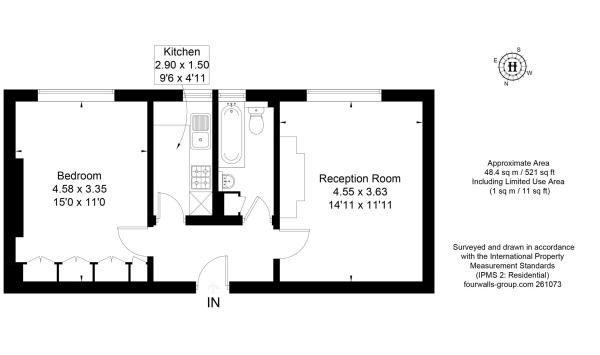 Kitchen
2.90 x 1.50
9'6 x 4'11
S
E
W
N
H
Bedroom
4.58 x 3.35
15'0 x 11'0
Reception Room
4.55 x 3.63
14'11 x 11'11
IN
Approximate Area
48.4 sq m / 521 sq ft
Including Limited Use Area
(1 sq m / 11 sq ft)
Surveyed and drawn in accordance
with the International Property
Measurement Standards
(IPMS 2: Residential)
fourwalls-group.com 261073